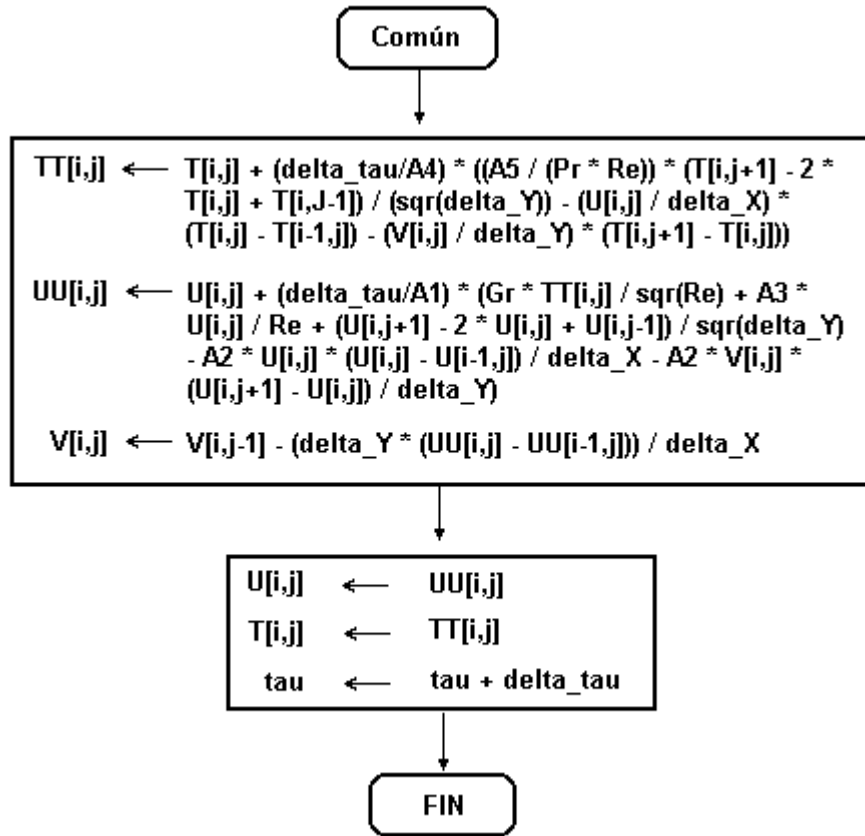 Común
TT[i,j] ← T[i,j] + (delta_tau/A4) * ((A5 / (Pr * Re)) * (T[i,j+1] - 2 *
T[i,j] + T[i,J-1]) / (sqr(delta_Y)) - (U[i,j] / delta_X) *
(T[i,j] - T[i-1,j]) - (V[i,j] / delta_Y) * (T[i,j+1] - T[i,j]))
UU[i,j] ← U[i,j] + (delta_tau/A1) * (Gr * TT[i,j] / sqr(Re) + A3 *
U[i,j] / Re + (U[i,j+1] - 2 * U[i,j] + U[i,j-1]) / sqr(delta_Y)
- A2 * U[i,j] * (U[i,j] - U[i-1,j]) / delta_X - A2 * V[i,j] *
(U[i,j+1] - U[i,j]) / delta_Y)
V[i,j] ← V[i,j-1] - (delta_Y * (UU[i,j] - UU[i-1,j])) / delta_X
U[i,j] ← UU[i,j]
T[i,j] ← TT[i,j]
tau ← tau + delta_tau
FIN